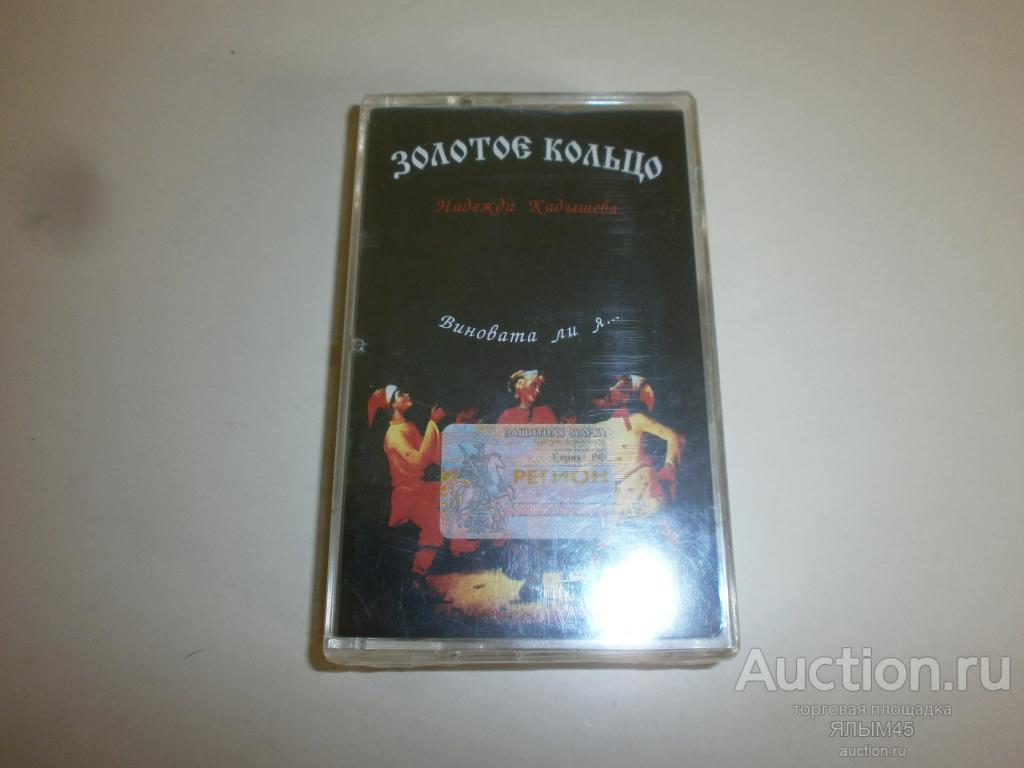 ЗОЛОТОЕ КОЛЬЦО
Надежда Кадышева
Виновата ли я...
ЗАЩИТНАЯ МАРКА
Серия РФ
РЕГИОН
Auction.ru
торговая площадка
ЯЛЫМ45
auction.ru